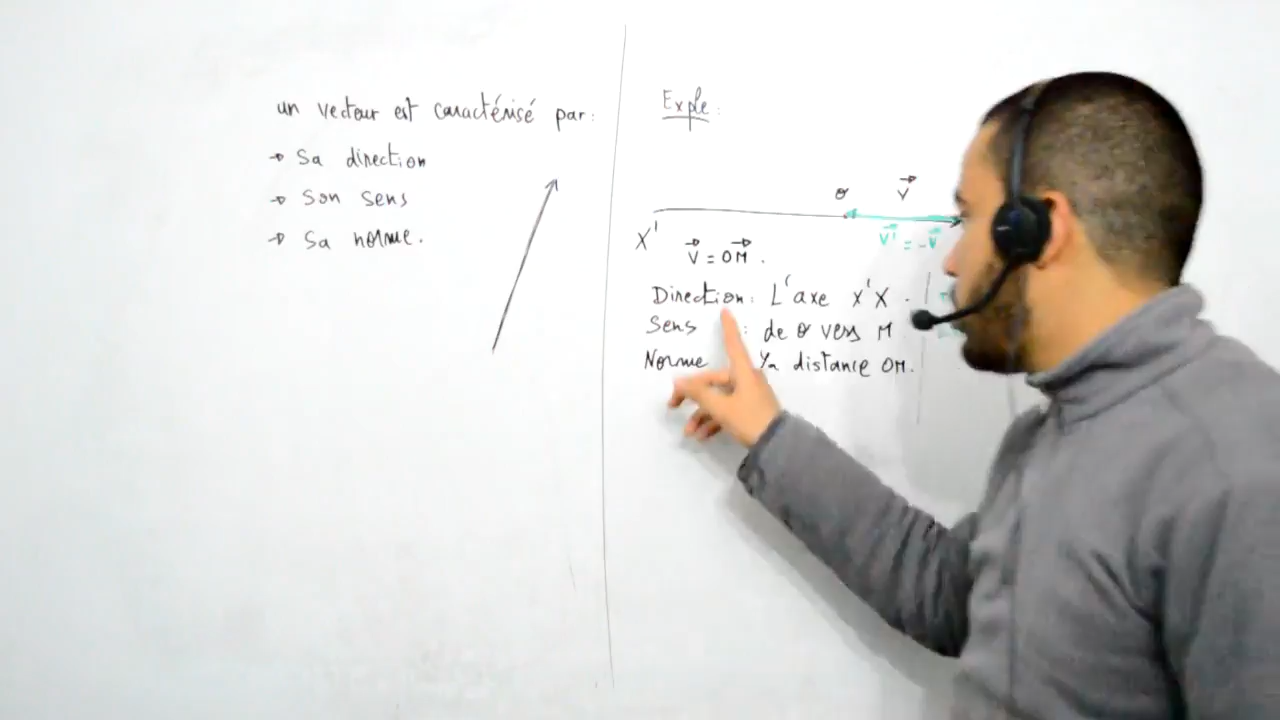 un vecteur est caractérisé par:
→ Sa direction
→ Son sens
→ Sa norme.
Exple:
O V⃗
X'
V⃗' = -V⃗
V⃗ = OM⃗.
Direction: L'axe x'X.
Sens : de O vers M
Norme distance OM.